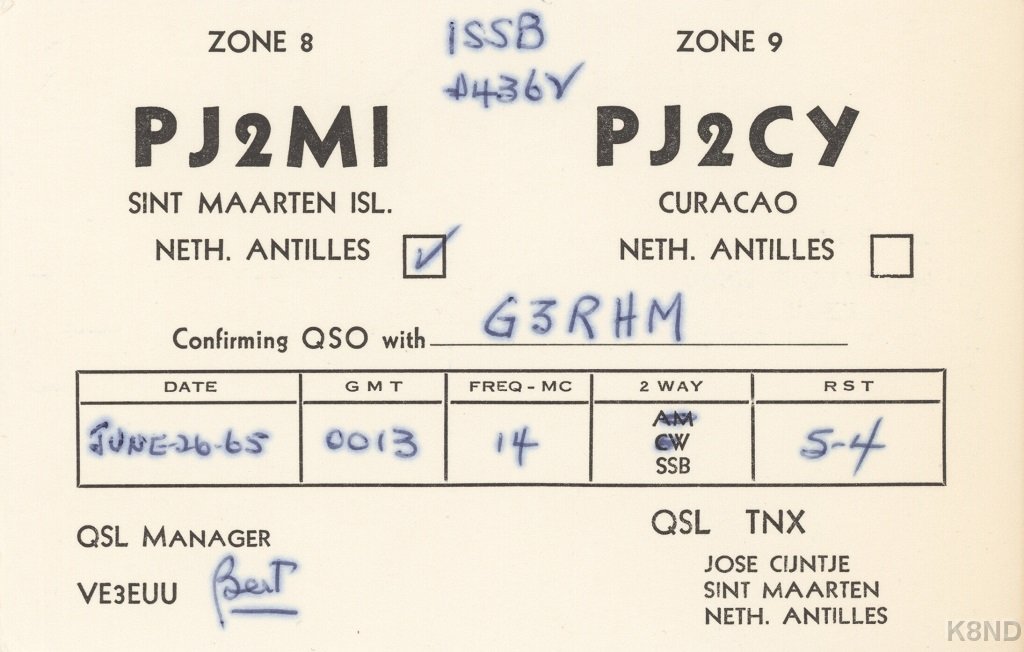 ZONE 8
1SSB
ZONE 9
A436V
PJ2MI
PJ2CY
SINT MAARTEN ISL.
CURACAO
NETH. ANTILLES ✓
NETH. ANTILLES
Confirming QSO with G3RHM
DATE GMT FREQ-MC 2 WAY RST
JUNE-26-65 0013 14 AM CW SSB 5-4
QSL MANAGER
VE3EUU Bert
QSL TNX
JOSE CIJNTJE
SINT MAARTEN
NETH. ANTILLES
K8ND